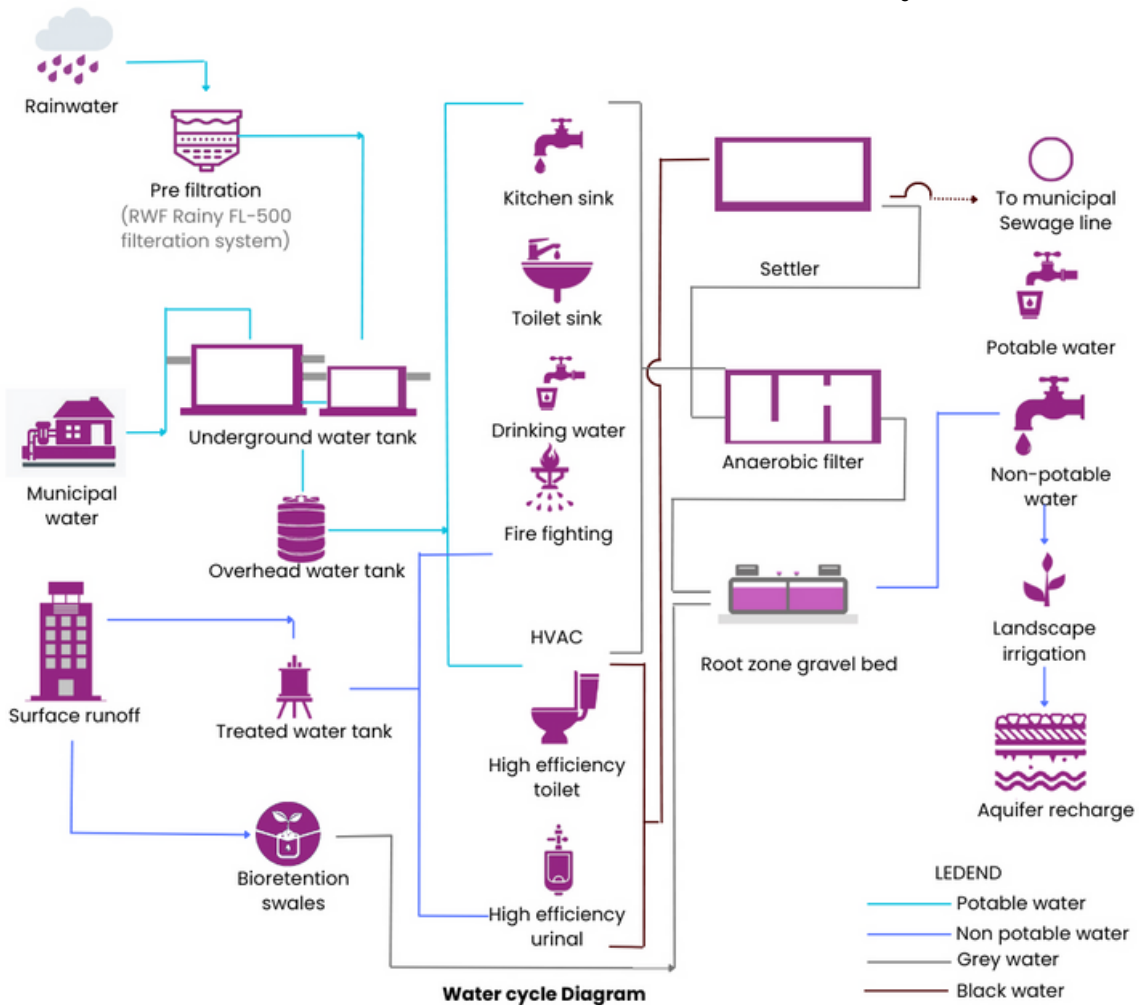 Rainwater
Pre filtration
(RWF Rainy FL-500
filteration system)
Underground water tank
Municipal
water
Overhead water tank
Surface runoff
Treated water tank
Bioretention
swales
Kitchen sink
Toilet sink
Drinking water
Fire fighting
HVAC
High efficiency
toilet
High efficiency
urinal
Settler
Anaerobic filter
Root zone gravel bed
To municipal
Sewage line
Potable water
Non-potable
water
Landscape
irrigation
Aquifer recharge
LEDEND
Potable water
Non potable water
Grey water
Black water
Water cycle Diagram